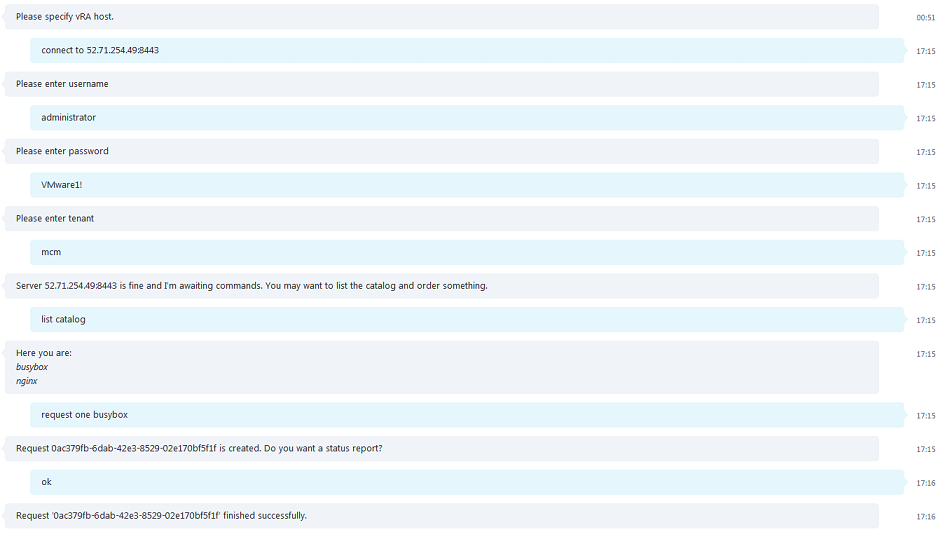 Please specify vRA host.
00:51
connect to 52.71.254.49:8443
17:15
Please enter username
17:15
administrator
17:15
Please enter password
17:15
VMware1!
17:15
Please enter tenant
17:15
mcm
17:15
Server 52.71.254.49:8443 is fine and I'm awaiting commands. You may want to list the catalog and order something.
17:15
list catalog
17:15
Here you are:
17:15
busybox
nginx
request one busybox
17:15
Request 0ac379fb-6dab-42e3-8529-02e170bf5f1f is created. Do you want a status report?
17:15
ok
17:16
Request '0ac379fb-6dab-42e3-8529-02e170bf5f1f' finished successfully.
17:16